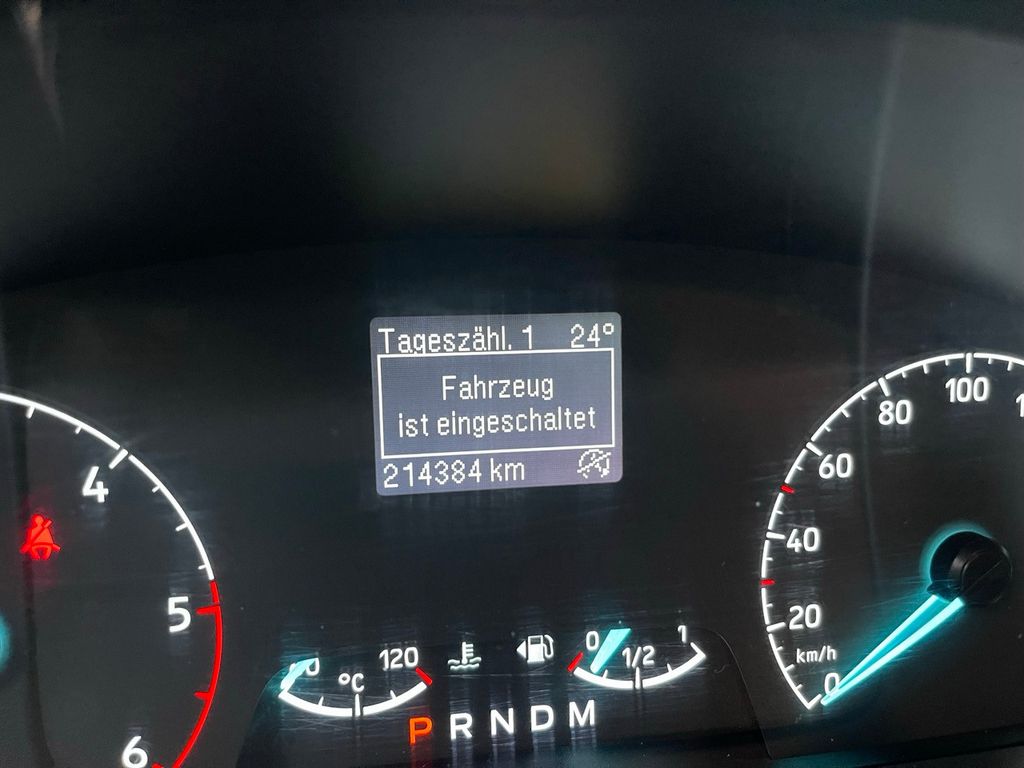 Tageszähl. 1 24°
Fahrzeug
ist eingeschaltet
214384 km
4
5
6
120
°C
0
1/2
1
P R N D M
100
80
60
40
20
km/h
0